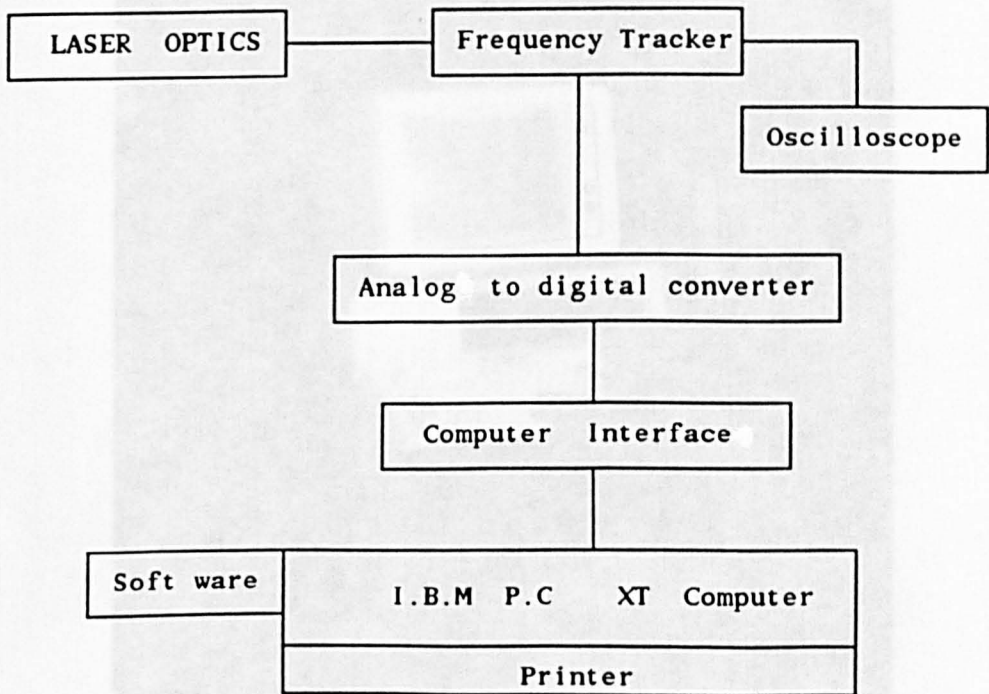 LASER OPTICS
Frequency Tracker
Oscilloscope
Analog to digital converter
Computer Interface
Soft ware
I.B.M P.C XT Computer
Printer